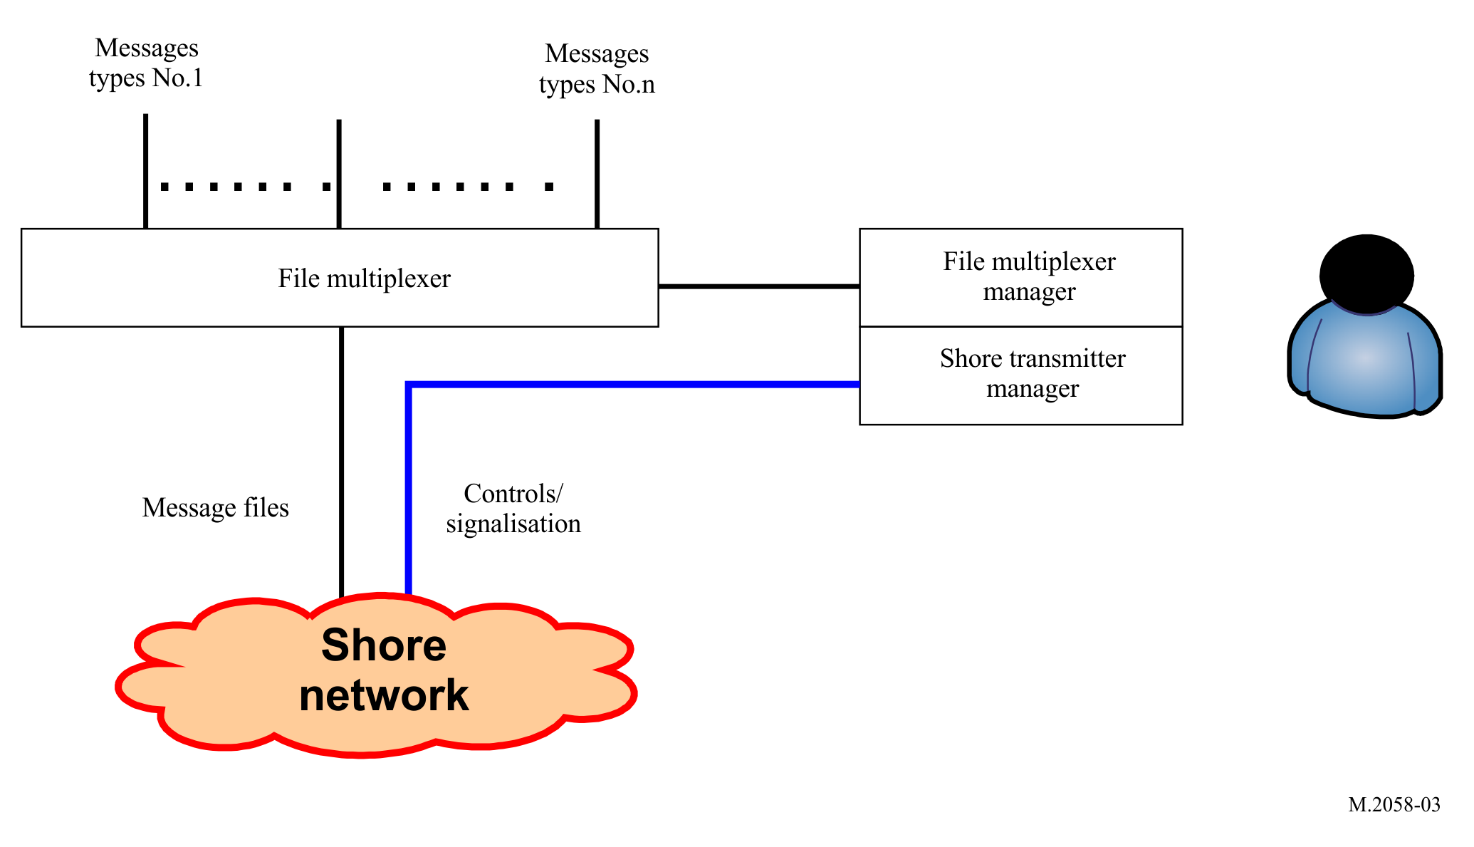 Messages
types No.1
Messages
types No.n
File multiplexer
File multiplexer
manager
Shore transmitter
manager
Message files
Controls/
signalisation
Shore
network
M.2058-03